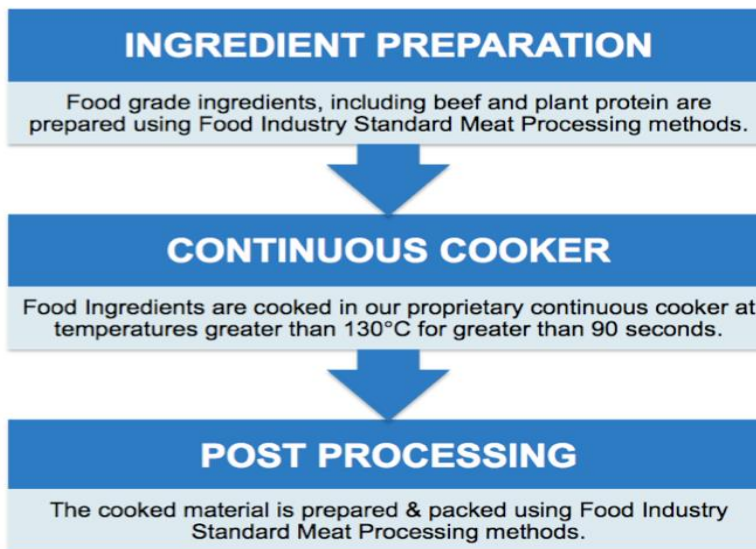 INGREDIENT PREPARATION
Food grade ingredients, including beef and plant protein are
prepared using Food Industry Standard Meat Processing methods.
CONTINUOUS COOKER
Food Ingredients are cooked in our proprietary continuous cooker at
temperatures greater than 130°C for greater than 90 seconds.
POST PROCESSING
The cooked material is prepared & packed using Food Industry
Standard Meat Processing methods.